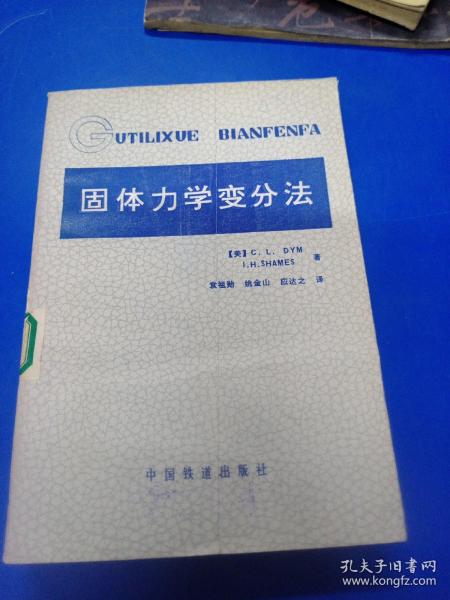 GUTILIXUE BIANFENFA
固体力学变分法
【美】C. L. DYM
I.H.SHAMES 著
袁祖贻 姚金山 应达之 译
中国铁道出版社
孔夫子旧书网
www.kongfz.com